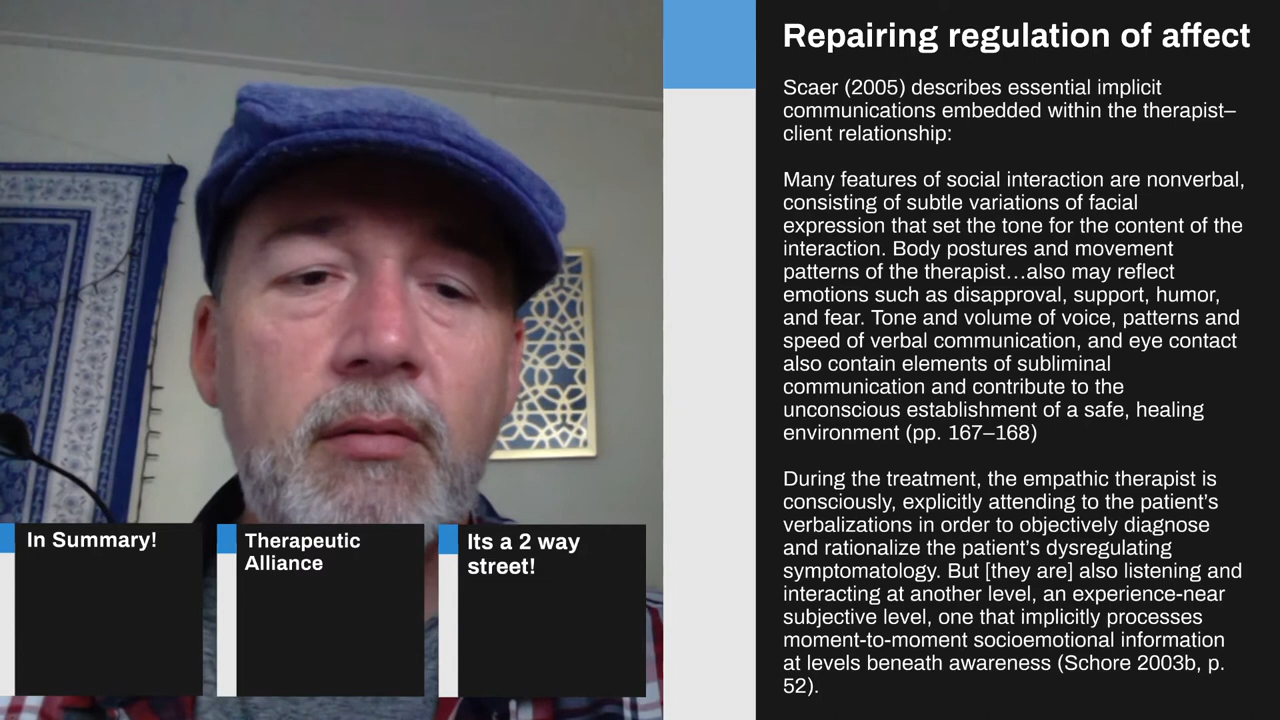 Repairing regulation of affect
Scaer (2005) describes essential implicit
communications embedded within the therapist–
client relationship:
Many features of social interaction are nonverbal,
consisting of subtle variations of facial
expression that set the tone for the content of the
interaction. Body postures and movement
patterns of the therapist…also may reflect
emotions such as disapproval, support, humor,
and fear. Tone and volume of voice, patterns and
speed of verbal communication, and eye contact
also contain elements of subliminal
communication and contribute to the
unconscious establishment of a safe, healing
environment (pp. 167–168)
During the treatment, the empathic therapist is
consciously, explicitly attending to the patient’s
verbalizations in order to objectively diagnose
and rationalize the patient’s dysregulating
symptomatology. But [they are] also listening and
interacting at another level, an experience-near
subjective level, one that implicitly processes
moment-to-moment socioemotional information
at levels beneath awareness (Schore 2003b, p.
52).
In Summary!
Therapeutic
Alliance
Its a 2 way
street!